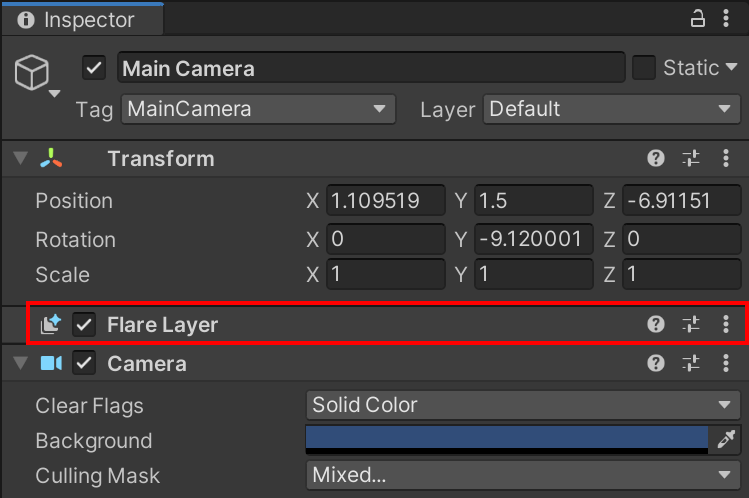 Inspector
Main Camera Static
Tag MainCamera Layer Default
Transform
Position X 1.109519 Y 1.5 Z -6.91151
Rotation X 0 Y -9.120001 Z 0
Scale X 1 Y 1 Z 1
Flare Layer
Camera
Clear Flags Solid Color
Background
Culling Mask Mixed...